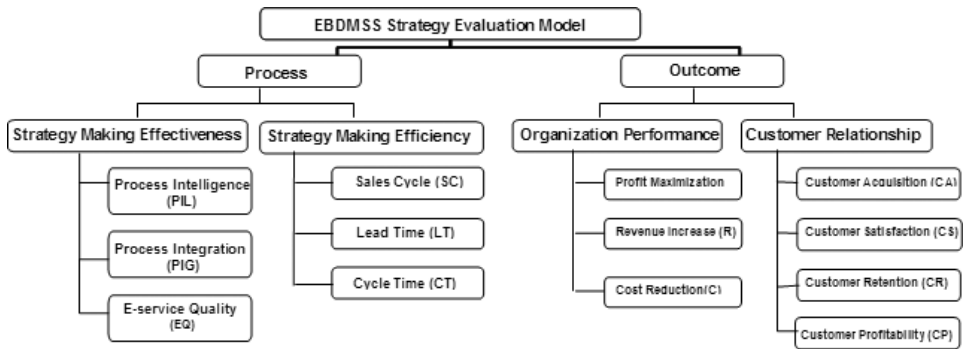 EBDMSS Strategy Evaluation Model
Process
Outcome
Strategy Making Effectiveness
Strategy Making Efficiency
Organization Performance
Customer Relationship
Process Intelligence
(PIL)
Process Integration
(PIG)
E-service Quality
(EQ)
Sales Cycle (SC)
Lead Time (LT)
Cycle Time (CT)
Profit Maximization
Revenue Increase (R)
Cost Reduction(C)
Customer Acquisition (CA)
Customer Satisfaction (CS)
Customer Retention (CR)
Customer Profitability (CP)